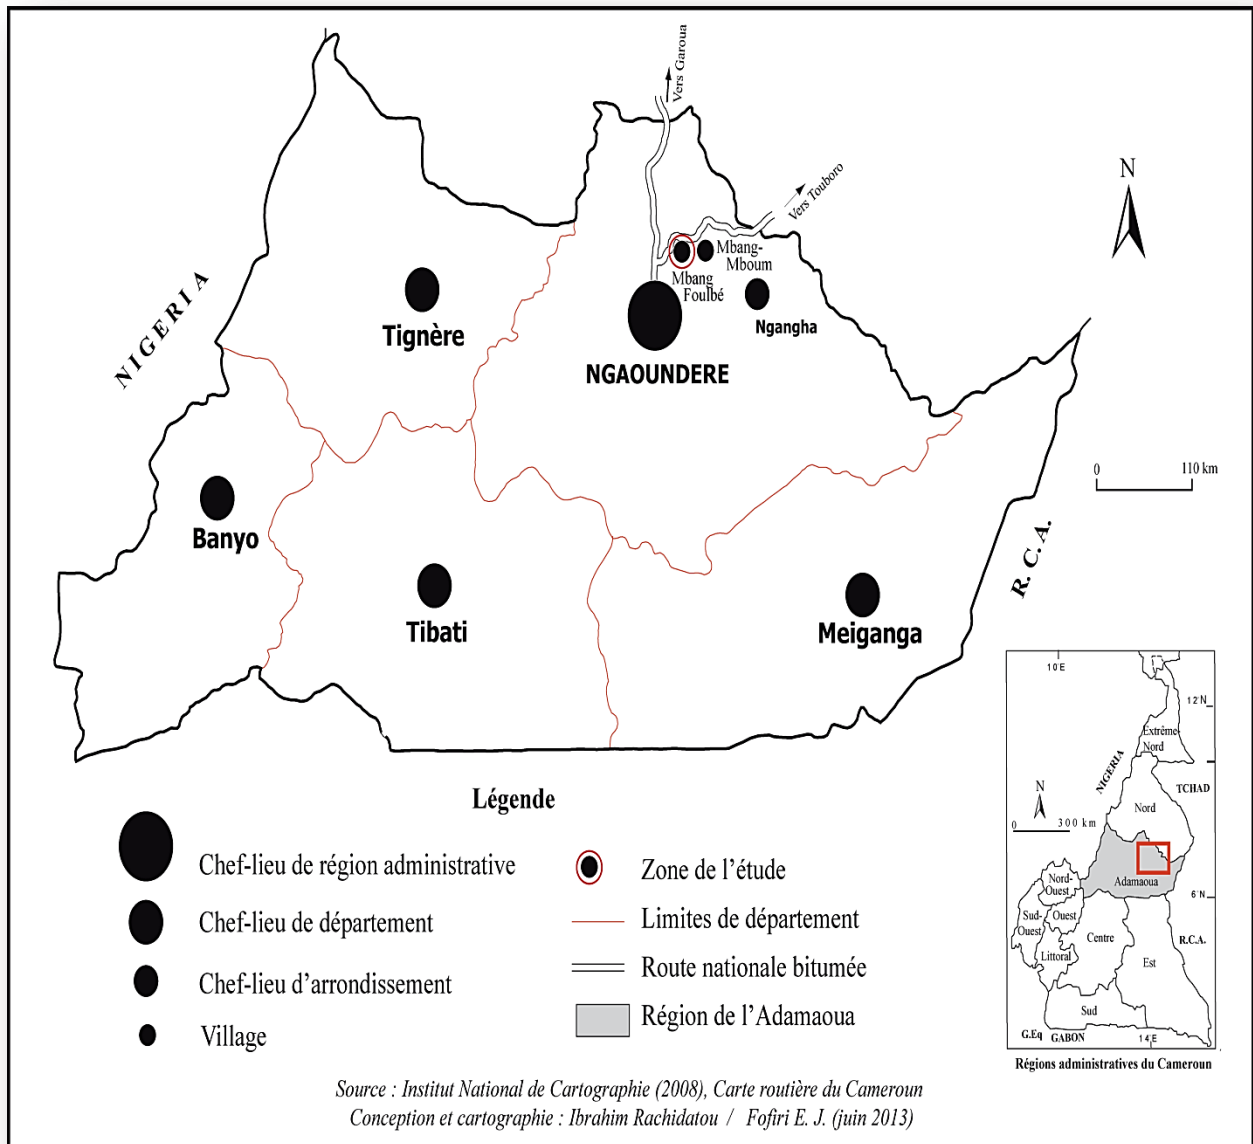 Vers Garoua
Vers Touboro
N
Mbang-
Mboum
Mbang
Foulbé
Ngangha
NGAOUNDERE
Tignère
NIGERIA
Banyo
Tibati
Meiganga
R. C. A.
0 110 km
Légende
Chef-lieu de région administrative
Chef-lieu de département
Chef-lieu d'arrondissement
Village
Zone de l'étude
Limites de département
Route nationale bitumée
Région de l'Adamaoua
10 E
12 N
Extrême-
Nord
NIGERIA
TCHAD
N
0 300 km
Nord
Adamaoua
Nord-
Ouest
6 N
Sud-
Ouest
Ouest
Centre
R.C.A.
Littoral
Est
Sud
G.Eq GABON
14 E
Régions administratives du Cameroun
Source : Institut National de Cartographie (2008), Carte routière du Cameroun
Conception et cartographie : Ibrahim Rachidatou / Fofiri E. J. (juin 2013)